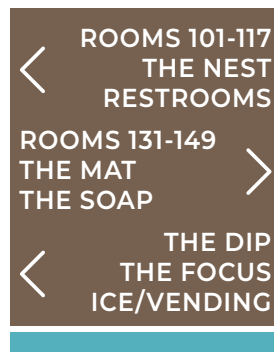 ROOMS 101-117
THE NEST
RESTROOMS
ROOMS 131-149
THE MAT
THE SOAP
THE DIP
THE FOCUS
ICE/VENDING